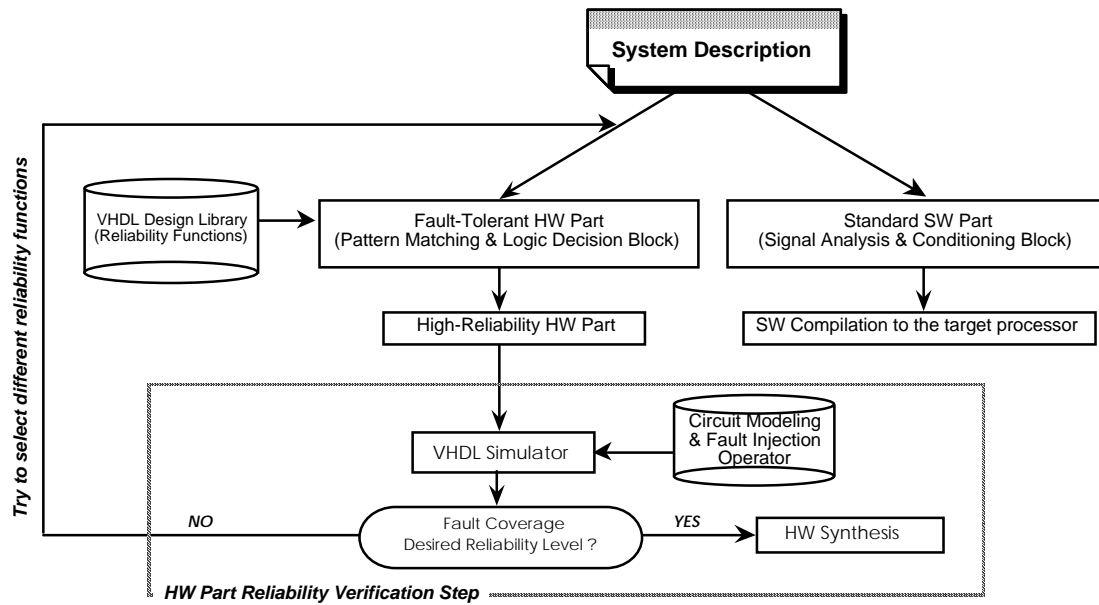 System Description
Try to select different reliability functions
VHDL Design Library
(Reliability Functions)
Fault-Tolerant HW Part
(Pattern Matching & Logic Decision Block)
Standard SW Part
(Signal Analysis & Conditioning Block)
High-Reliability HW Part
SW Compilation to the target processor
VHDL Simulator
Circuit Modeling
& Fault Injection
Operator
NO
Fault Coverage
Desired Reliability Level ?
YES
HW Synthesis
HW Part Reliability Verification Step